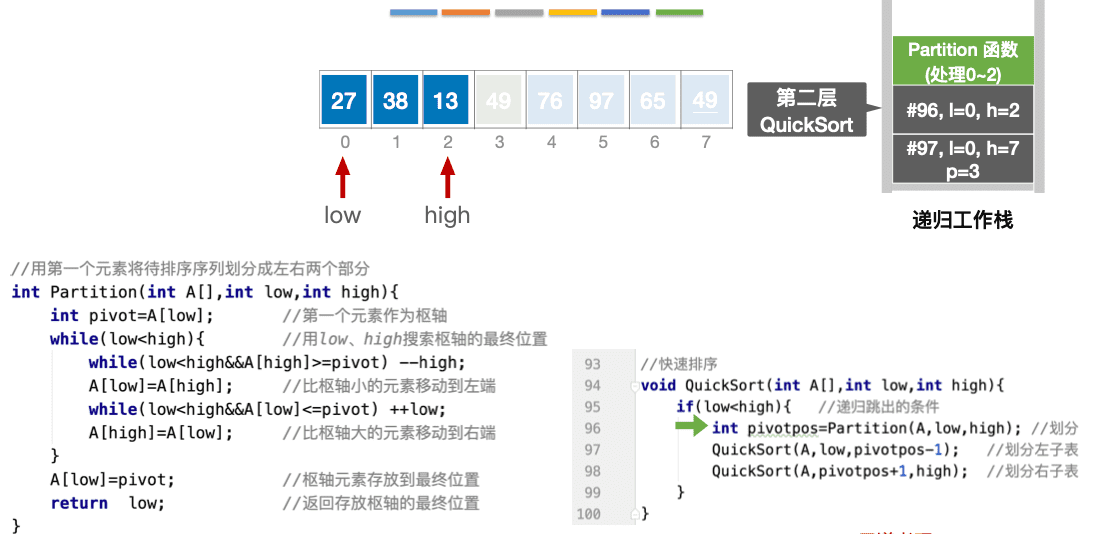 27 38 13 49 76 97 65 49
0 1 2 3 4 5 6 7
low high
第二层
QuickSort
Partition 函数
(处理0~2)
#96, l=0, h=2
#97, l=0, h=7
p=3
递归工作栈
//用第一个元素将待排序序列划分成左右两个部分
int Partition(int A[],int low,int high){
int pivot=A[low]; //第一个元素作为枢轴
while(low<high){ //用low、high搜索枢轴的最终位置
while(low<high&&A[high]>=pivot) --high;
A[low]=A[high]; //比枢轴小的元素移动到左端
while(low<high&&A[low]<=pivot) ++low;
A[high]=A[low]; //比枢轴大的元素移动到右端
}
A[low]=pivot; //枢轴元素存放到最终位置
return low; //返回存放枢轴的最终位置
}
93 //快速排序
94 void QuickSort(int A[],int low,int high){
95 if(low<high){ //递归跳出的条件
96 int pivotpos=Partition(A,low,high); //划分
97 QuickSort(A,low,pivotpos-1); //划分左子表
98 QuickSort(A,pivotpos+1,high); //划分右子表
99 }
100 }